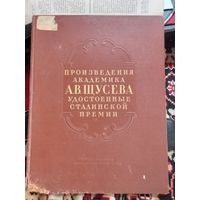 ПРОИЗВЕДЕНИЯ
АКАДЕМИКА
А.В.ЩУСЕВА
УДОСТОЕННЫЕ
СТАЛИНСКОЙ
ПРЕМИИ